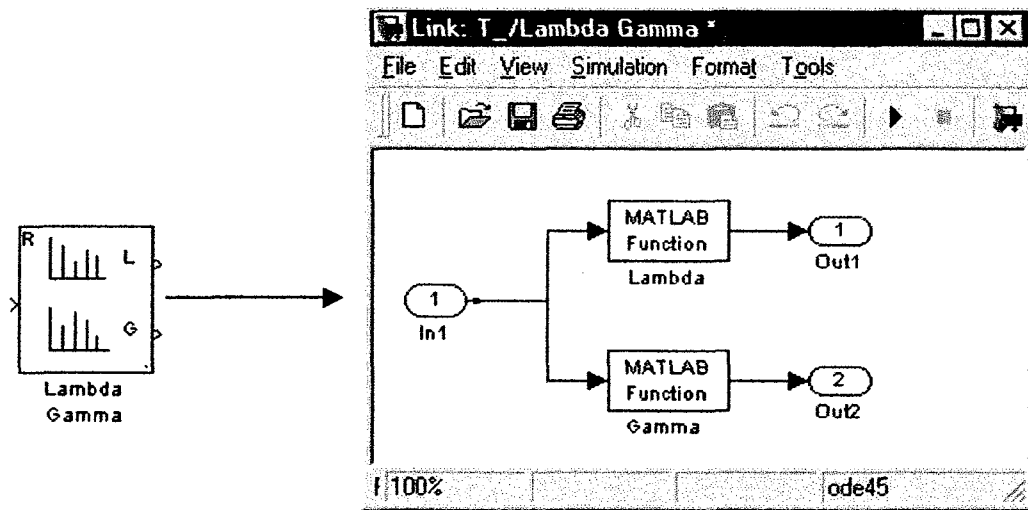 Link: T_/Lambda Gamma *
File Edit View Simulation Format Tools
R
L
G
Lambda
Gamma
1
In1
MATLAB
Function
Lambda
1
Out1
MATLAB
Function
Gamma
2
Out2
100%
ode45